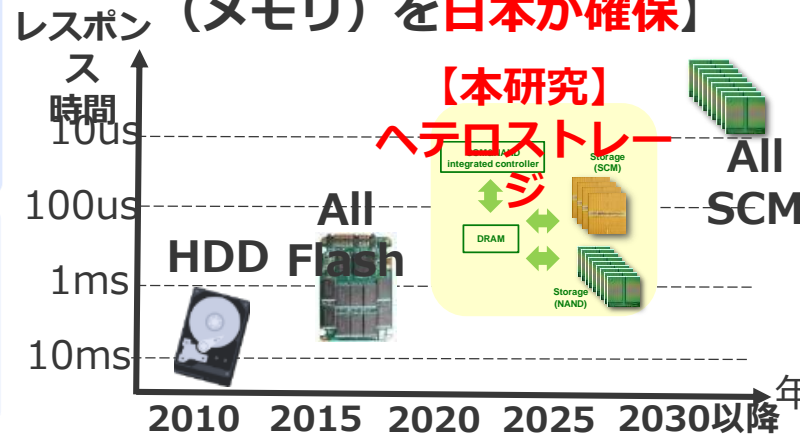 （メモリ）を日本が確保】
レスポン
ス
時間
【本研究】
ヘテロストレー
ジ
10us
100us
1ms
10ms
integrated controller
DRAM
Storage
(SCM)
Storage
(NAND)
HDD
All
Flash
All
SCM
年
2010 2015 2020 2025 2030以降